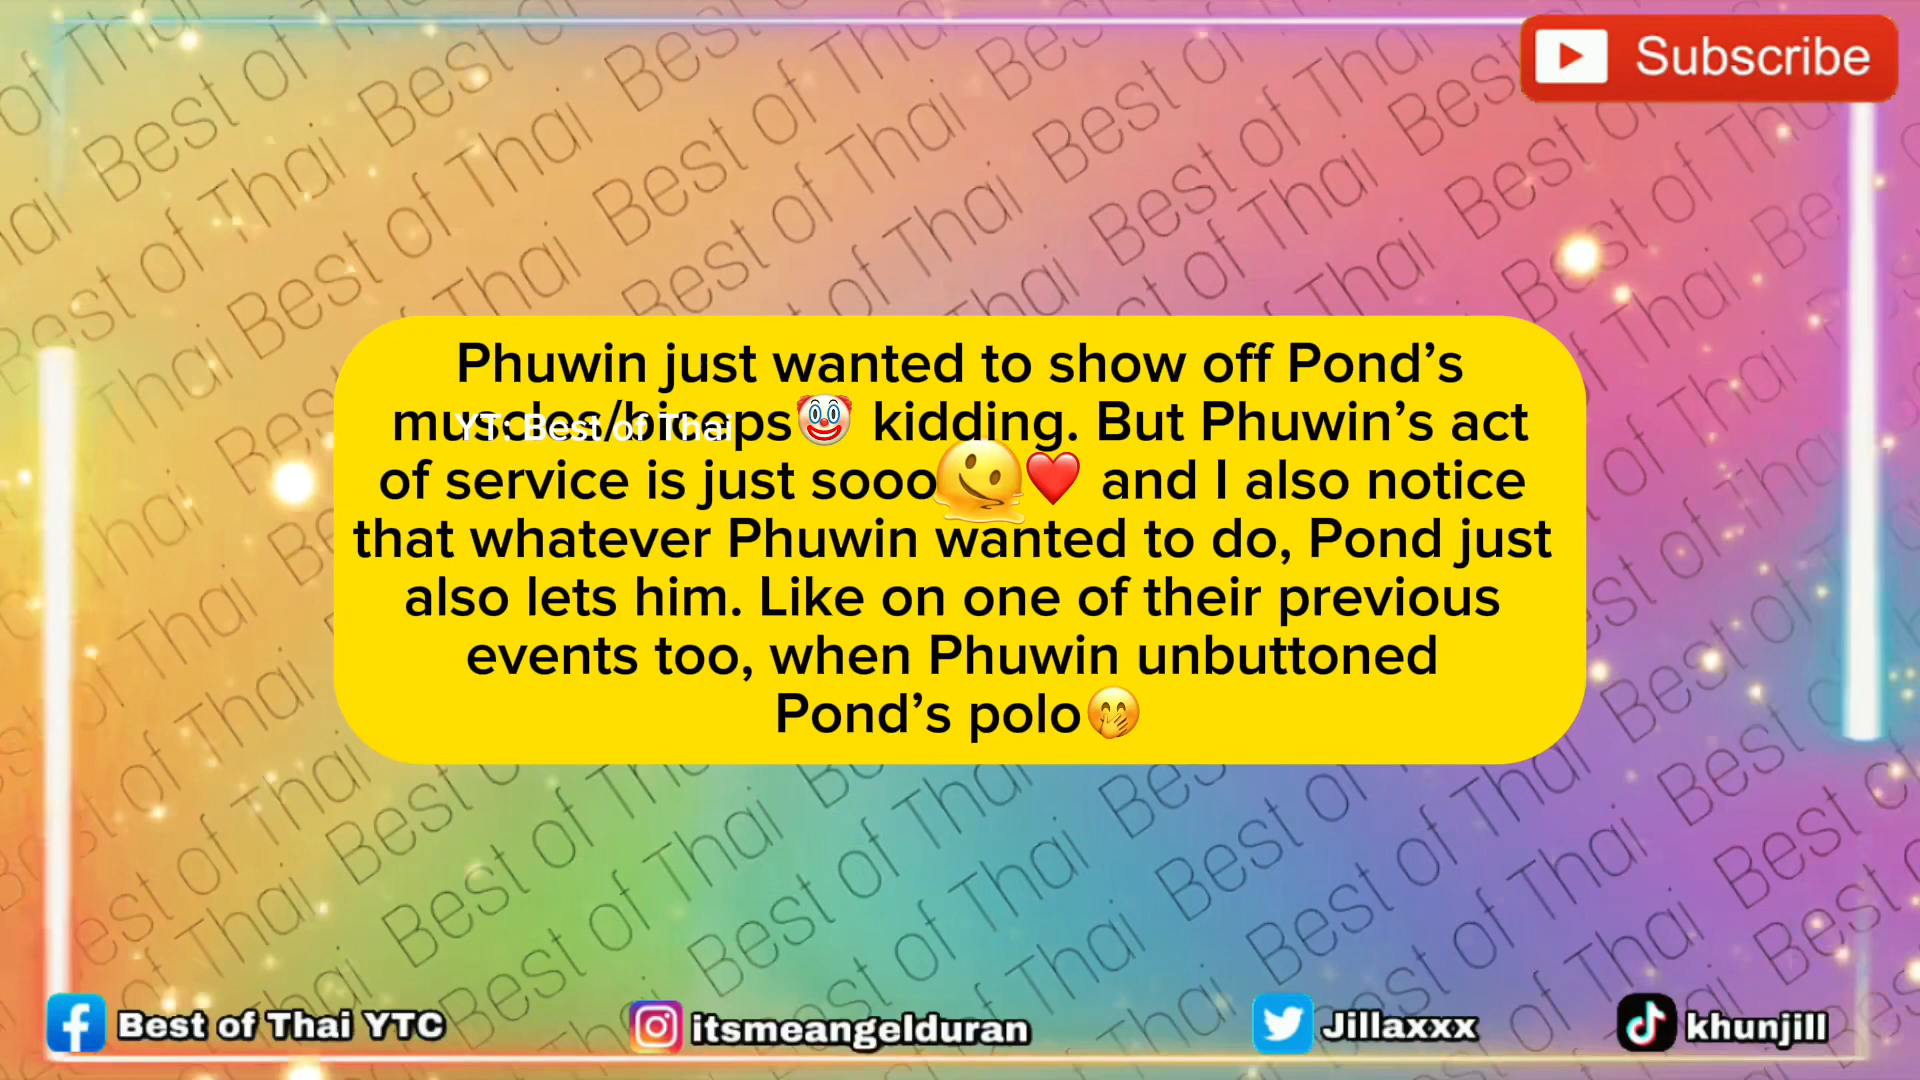 Subscribe
Phuwin just wanted to show off Pond’s
muscles/biceps🤡 kidding. But Phuwin’s act
YT: Best of Thai
of service is just sooo🫠❤️ and I also notice
that whatever Phuwin wanted to do, Pond just
also lets him. Like on one of their previous
events too, when Phuwin unbuttoned
Pond’s polo🤭
Best of Thai YTC
itsmeangelduran
Jillaxxx
khunjill